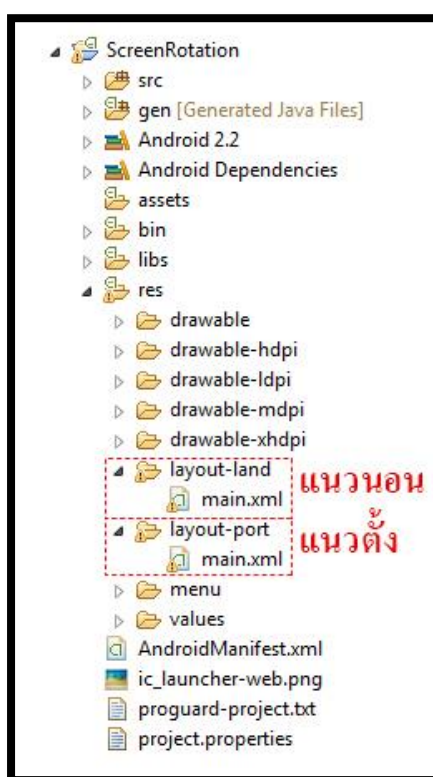 ScreenRotation
src
gen [Generated Java Files]
Android 2.2
Android Dependencies
assets
bin
libs
res
drawable
drawable-hdpi
drawable-ldpi
drawable-mdpi
drawable-xhdpi
layout-land
main.xml
แนวนอน
layout-port
main.xml
แนวตั้ง
menu
values
AndroidManifest.xml
ic_launcher-web.png
proguard-project.txt
project.properties